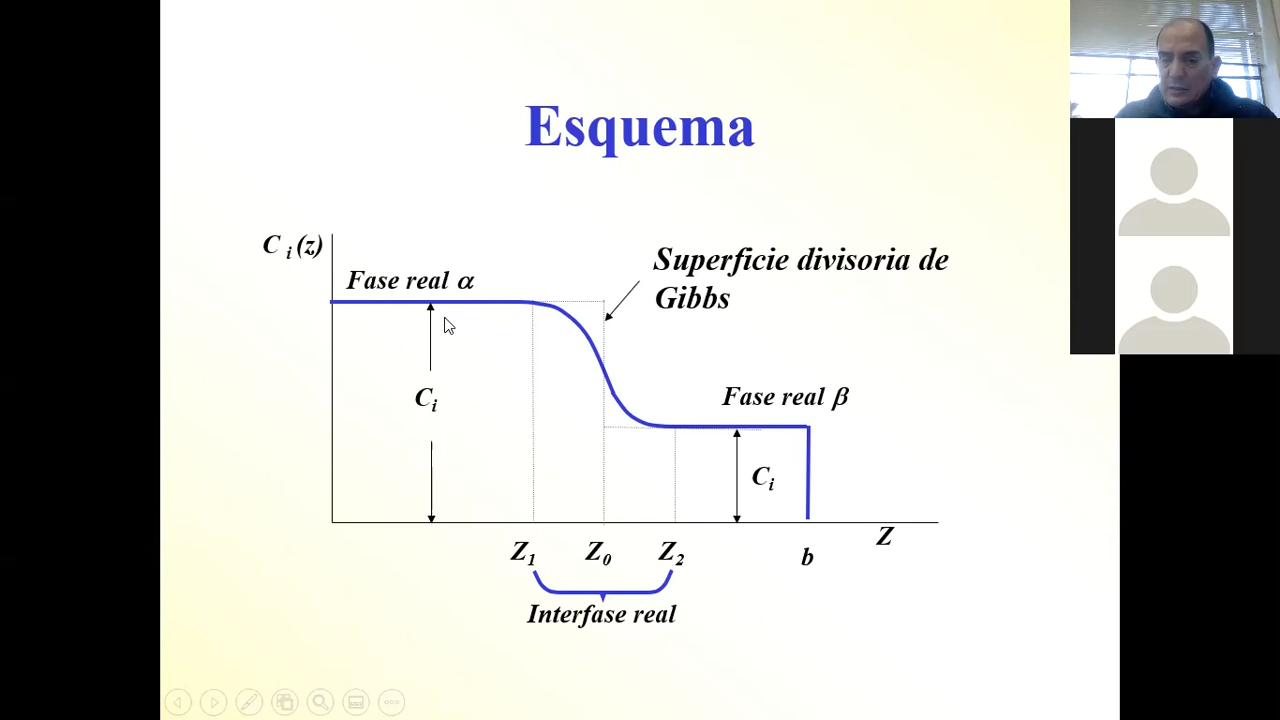 Esquema
C i (z)
Fase real α
Superficie divisoria de
Gibbs
Ci
Fase real β
Ci
Z
Z1 Z0 Z2 b
Interfase real